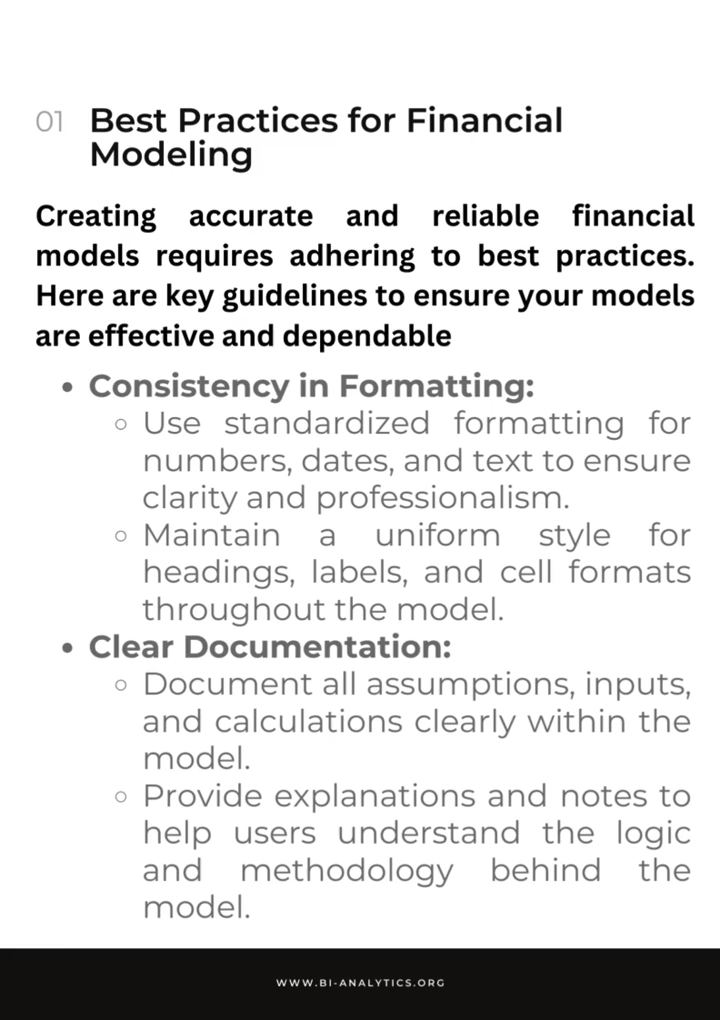 01 Best Practices for Financial
Modeling
Creating accurate and reliable financial
models requires adhering to best practices.
Here are key guidelines to ensure your models
are effective and dependable
• Consistency in Formatting:
○ Use standardized formatting for
numbers, dates, and text to ensure
clarity and professionalism.
○ Maintain a uniform style for
headings, labels, and cell formats
throughout the model.
• Clear Documentation:
○ Document all assumptions, inputs,
and calculations clearly within the
model.
○ Provide explanations and notes to
help users understand the logic
and methodology behind the
model.
WWW.BI-ANALYTICS.ORG